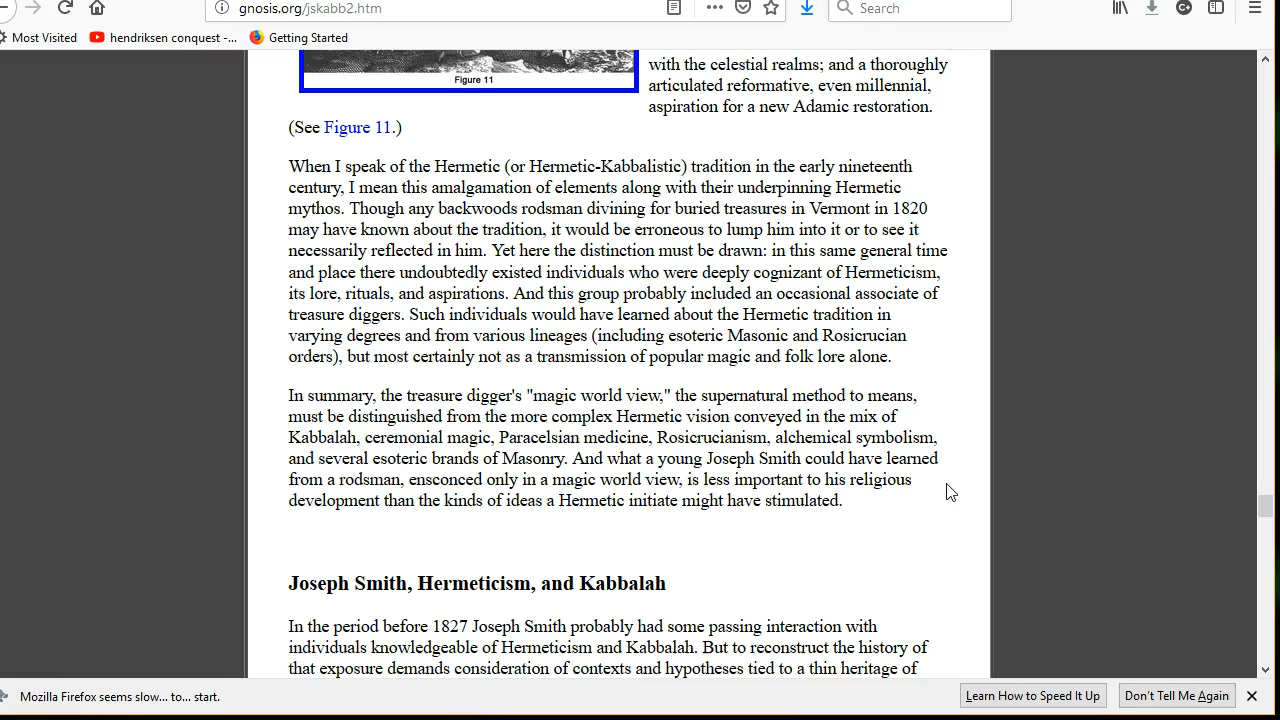 gnosis.org/jskabb2.htm
Search
Most Visited
hendriksen conquest -...
Getting Started
Figure 11
with the celestial realms; and a thoroughly
articulated reformative, even millennial,
aspiration for a new Adamic restoration.
(See Figure 11.)
When I speak of the Hermetic (or Hermetic-Kabbalistic) tradition in the early nineteenth
century, I mean this amalgamation of elements along with their underpinning Hermetic
mythos. Though any backwoods rodsman divining for buried treasures in Vermont in 1820
may have known about the tradition, it would be erroneous to lump him into it or to see it
necessarily reflected in him. Yet here the distinction must be drawn: in this same general time
and place there undoubtedly existed individuals who were deeply cognizant of Hermeticism,
its lore, rituals, and aspirations. And this group probably included an occasional associate of
treasure diggers. Such individuals would have learned about the Hermetic tradition in
varying degrees and from various lineages (including esoteric Masonic and Rosicrucian
orders), but most certainly not as a transmission of popular magic and folk lore alone.
In summary, the treasure digger's "magic world view," the supernatural method to means,
must be distinguished from the more complex Hermetic vision conveyed in the mix of
Kabbalah, ceremonial magic, Paracelsian medicine, Rosicrucianism, alchemical symbolism,
and several esoteric brands of Masonry. And what a young Joseph Smith could have learned
from a rodsman, ensconced only in a magic world view, is less important to his religious
development than the kinds of ideas a Hermetic initiate might have stimulated.
Joseph Smith, Hermeticism, and Kabbalah
In the period before 1827 Joseph Smith probably had some passing interaction with
individuals knowledgeable of Hermeticism and Kabbalah. But to reconstruct the history of
that exposure demands consideration of contexts and hypotheses tied to a thin heritage of
Mozilla Firefox seems slow... to... start.
Learn How to Speed It Up
Don't Tell Me Again